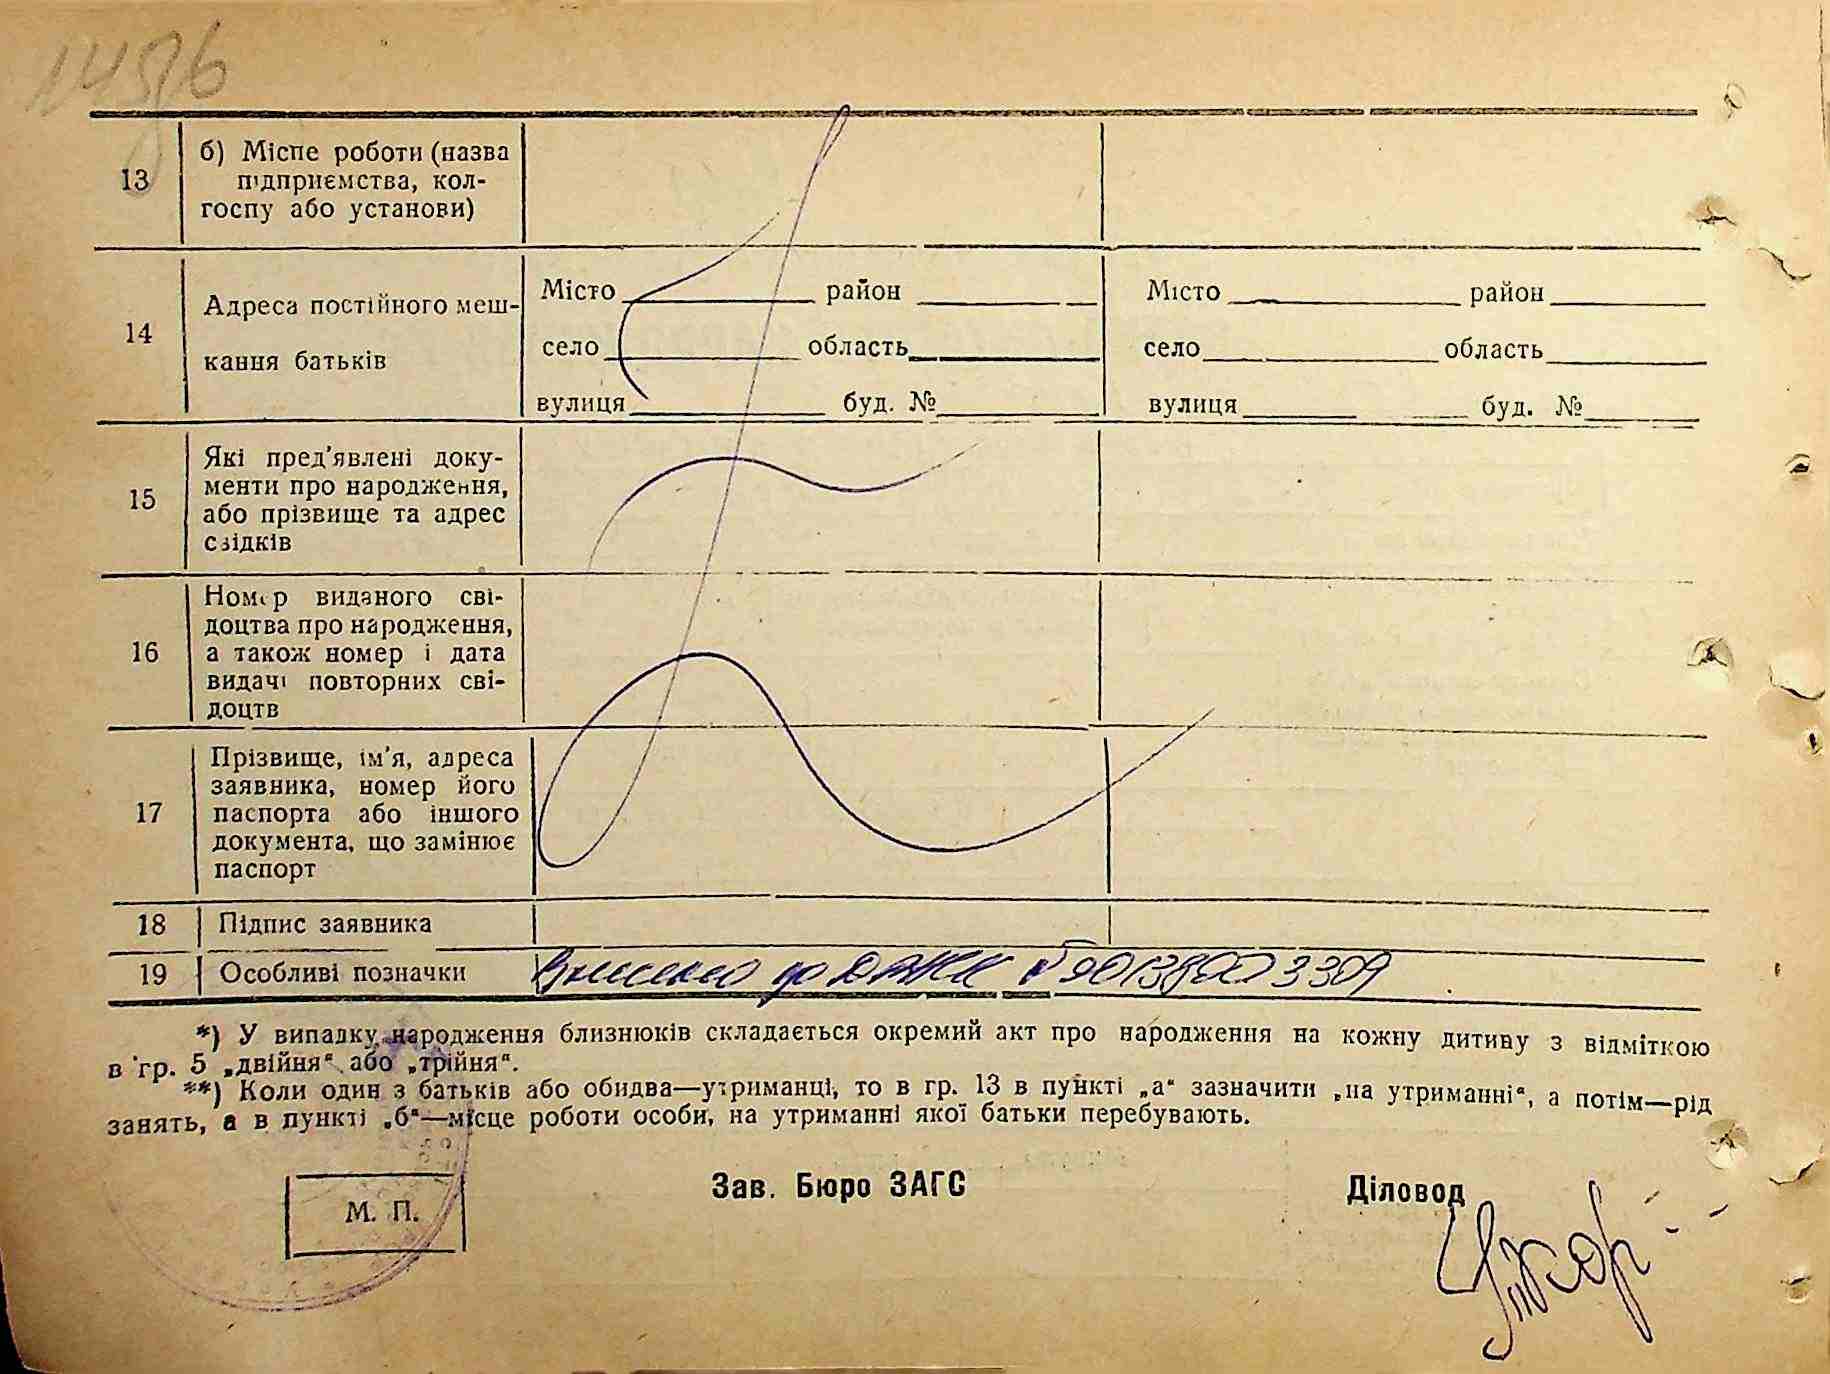 1456
13
б) Місце роботи (назва
підприємства, кол-
госпу або установи)
14
Адреса постійного меш-
кання батьків
Місто район
село область
вулиця буд. №
Місто район
село область
вулиця буд. №
15
Які пред'явлені доку-
менти про народження,
або прізвище та адрес
свідків
16
Номер виданого сві-
доцтва про народження,
а також номер і дата
видачі повторних сві-
доцтв
17
Прізвище, ім'я, адреса
заявника, номер його
паспорта або іншого
документа, що замінює
паспорт
18 Підпис заявника
19 Особливі позначки
Внесено до ДРАЦС №90138003309
*) У випадку народження близнюків складається окремий акт про народження на кожну дитину з відміткою
в гр. 5 „двійня“ або „трійня“.
**) Коли один з батьків або обидва—утриманці, то в гр. 13 в пункті „а“ зазначити „на утриманні“, а потім—рід
занять, а в пункті „б“—місце роботи особи, на утриманні якої батьки перебувають.
М. П.
Зав. Бюро ЗАГС
Діловод